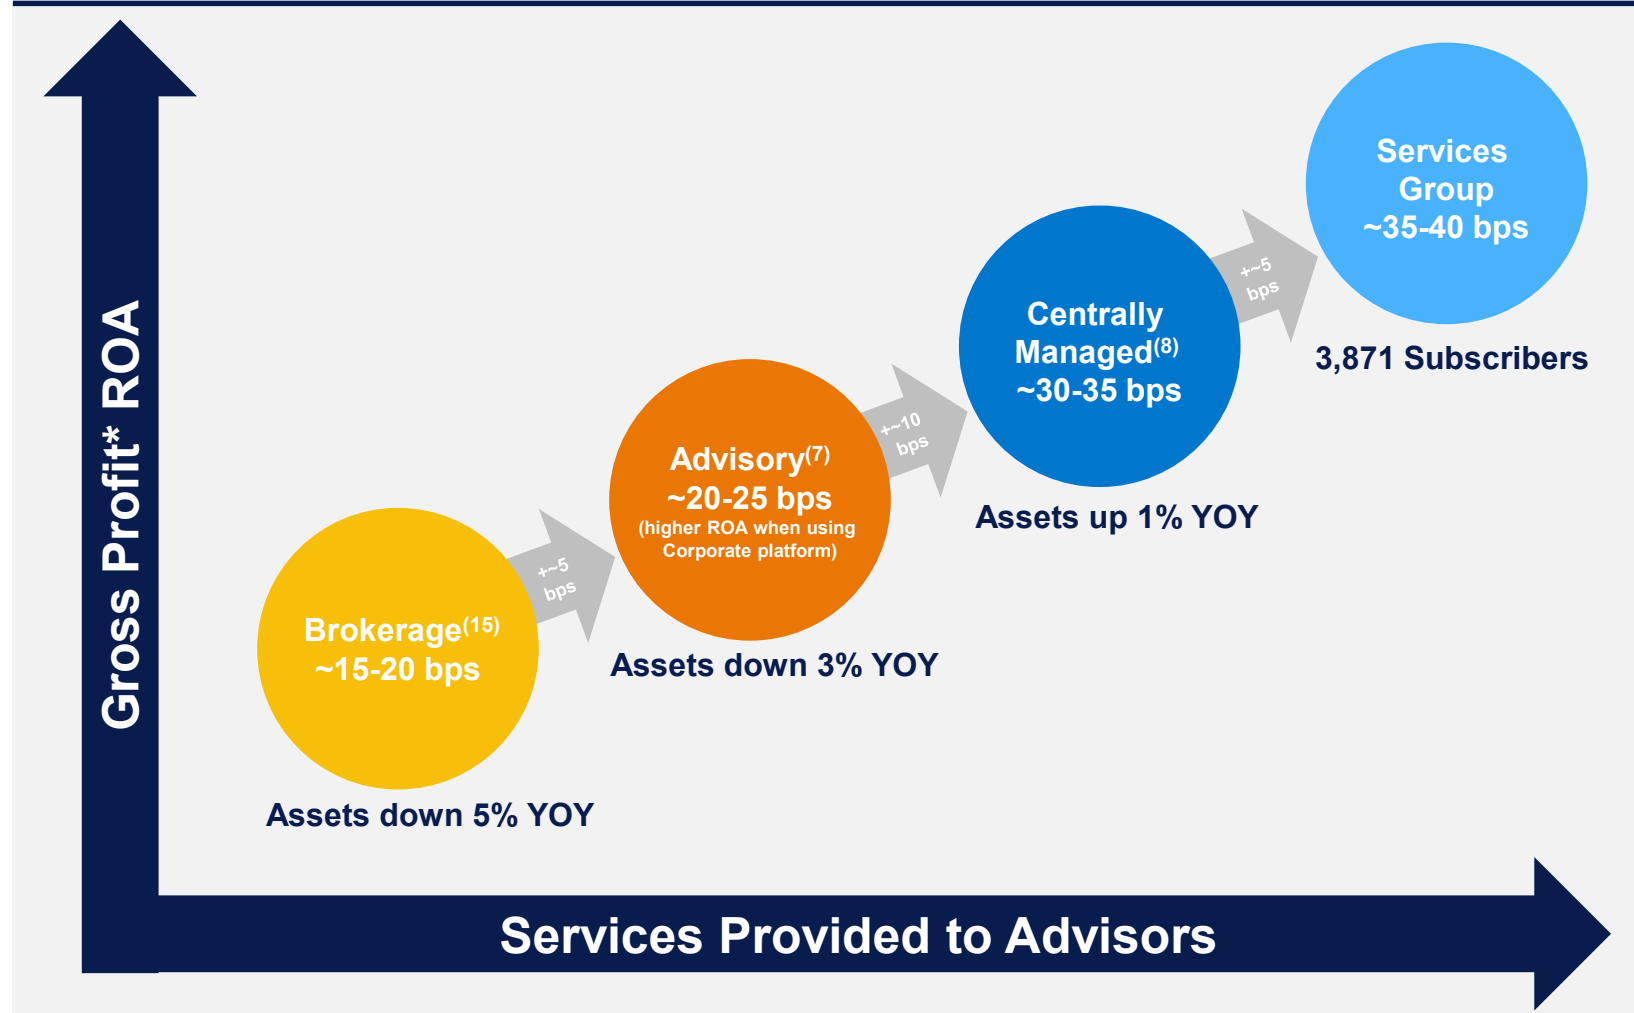 Gross Profit* ROA
Services
Group
~35-40 bps
3,871 Subscribers
+~5
bps
Centrally
Managed(8)
~30-35 bps
Assets up 1% YOY
+~10
bps
Advisory(7)
~20-25 bps
(higher ROA when using
Corporate platform)
Assets down 3% YOY
+~5
bps
Brokerage(15)
~15-20 bps
Assets down 5% YOY
Services Provided to Advisors